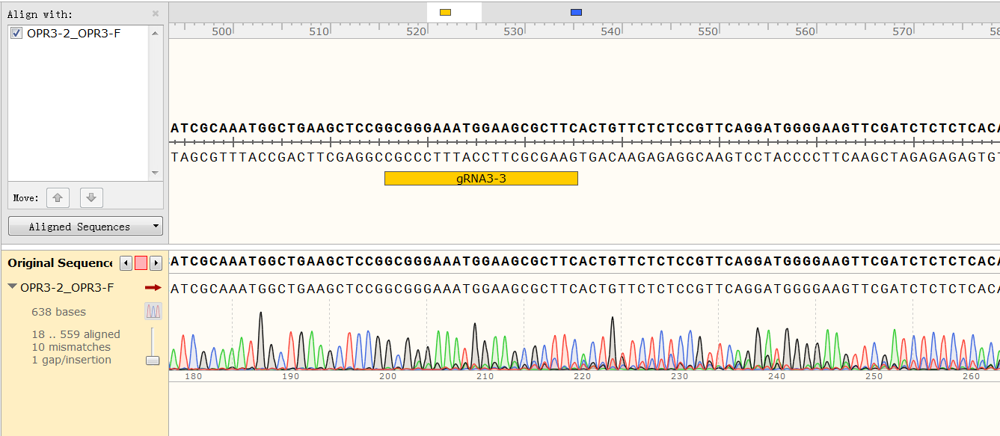 Align with:
OPR3-2_OPR3-F
500 510 520 530 540 550 560 570 58
ATCGCAAATGGCTGAAGCTCCGGCGGGAAATGGAAGCGCTTCACTGTTCTCTCCGTTCAGGATGGGGAAGTTCGATCTCTCTCACA
TAGCGTTTACCGACTTCGAGGCCGCCCTTTACCTTCGCGAAGTGACAAGAGAGGCAAGTCCTACCCCTTCAAGCTAGAGAGAGTGT
gRNA3-3
Move:
Aligned Sequences
Original Sequence
ATCGCAAATGGCTGAAGCTCCGGCGGGAAATGGAAGCGCTTCACTGTTCTCTCCGTTCAGGATGGGGAAGTTCGATCTCTCTCACA
OPR3-2_OPR3-F
ATCGCAAATGGCTGAAGCTCCGGCGGGAAATGGAAGCGCTTCACTGTTCTCTCCGTTCAGGATGGGGAAGTTCGATCTCTCTCACA
638 bases
18 .. 559 aligned
10 mismatches
1 gap/insertion
180 190 200 210 220 230 240 250 260